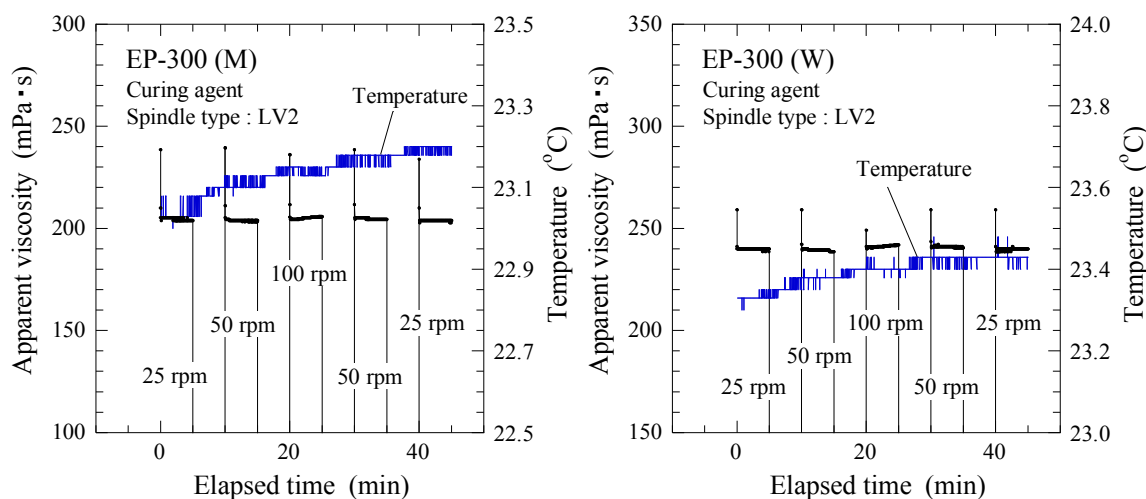 EP-300 (M)
Curing agent
Spindle type : LV2
Temperature
100 rpm
50 rpm
25 rpm
25 rpm
50 rpm
300
250
200
150
100
Apparent viscosity (mPa・s)
23.5
23.3
23.1
22.9
22.7
22.5
Temperature (°C)
0
20
40
Elapsed time (min)
EP-300 (W)
Curing agent
Spindle type : LV2
Temperature
100 rpm
25 rpm
50 rpm
25 rpm
50 rpm
350
300
250
200
150
Apparent viscosity (mPa・s)
24.0
23.8
23.6
23.4
23.2
23.0
Temperature (°C)
0
20
40
Elapsed time (min)